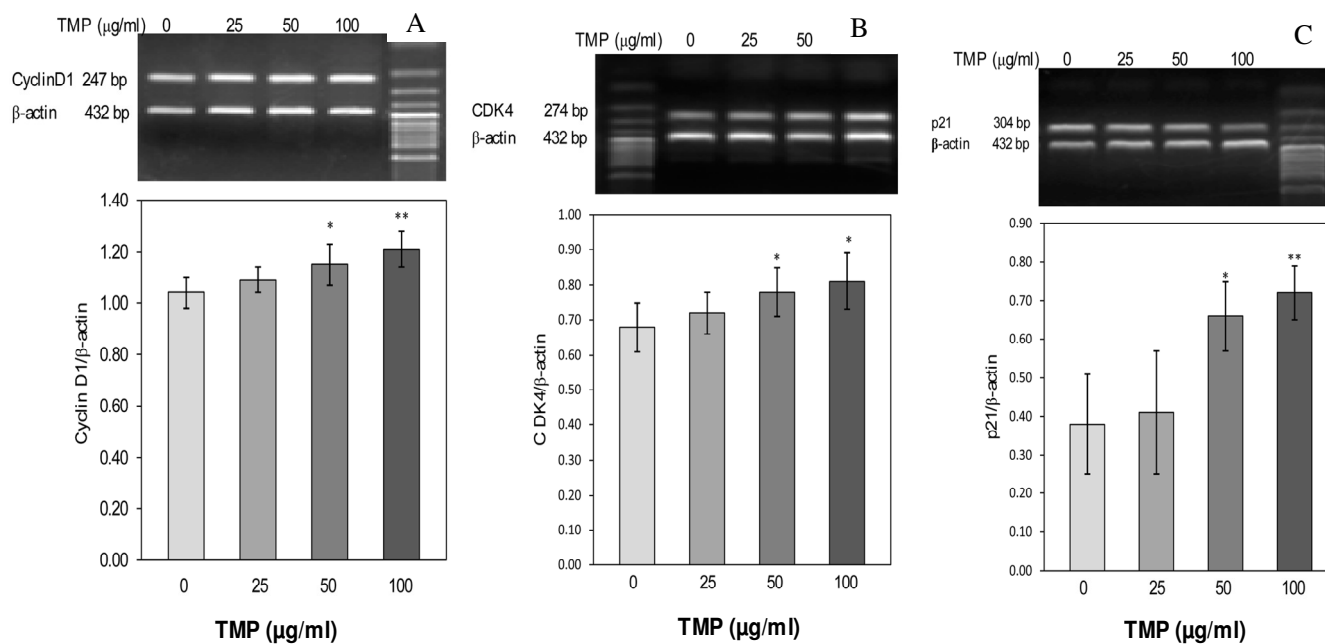 TMP (µg/ml) 0 25 50 100 A
CyclinD1 247 bp
β-actin 432 bp
1.40
1.20
1.00
0.80
0.60
0.40
0.20
0.00
Cyclin D1/β-actin
*
**
0 25 50 100
TMP (µg/ml)
TMP (µg/ml) 0 25 50 B
CDK4 274 bp
β-actin 432 bp
1.00
0.90
0.80
0.70
0.60
0.50
0.40
0.30
0.20
0.10
0.00
C DK4/β-actin
*
*
0 25 50 100
TMP (µg/ml)
C
TMP (µg/ml) 0 25 50 100
p21 304 bp
β-actin 432 bp
0.90
0.80
0.70
0.60
0.50
0.40
0.30
0.20
0.10
0.00
p21/β-actin
*
**
0 25 50 100
TMP (µg/ml)